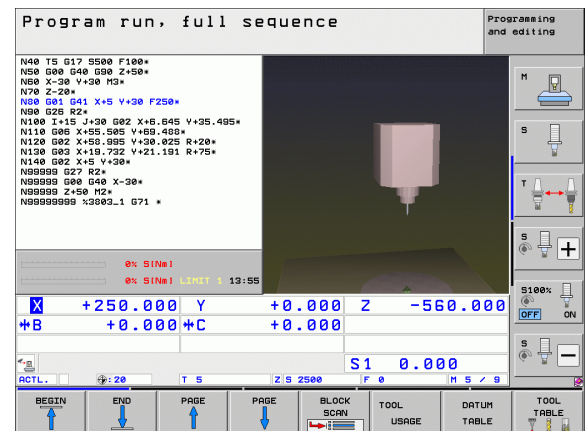 Program run, full sequence
Programming and editing
N40 T5 G17 S500 F100*
N50 G00 G40 G90 Z+50*
N60 X-30 Y+30 M3*
N70 Z-20*
N80 G01 G41 X+5 Y+30 F250*
N90 G26 R2*
N100 I+15 J+30 G02 X+6.645 Y+35.495*
N110 G06 X+55.505 Y+69.488*
N120 G02 X+58.995 Y+30.025 R+20*
N130 G03 X+19.732 Y+21.191 R+75*
N140 G02 X+5 Y+30*
N99999 G27 R2*
N99999 G00 G40 X-30*
N99999 Z+50 M2*
N99999999 %3803_1 G71 *
0% S[Nm]
0% S[Nm] LIMIT 1 13:55
X +250.000 Y +0.000 Z -560.000
B +0.000 C +0.000
S1 0.000
ACTL. : 20 T 5 Z S 2500 F 0 M 5 / 9
M
S
T
S
S100%
OFF ON
S
BEGIN
END
PAGE
PAGE
BLOCK SCAN
TOOL USAGE
DATUM TABLE
TOOL TABLE